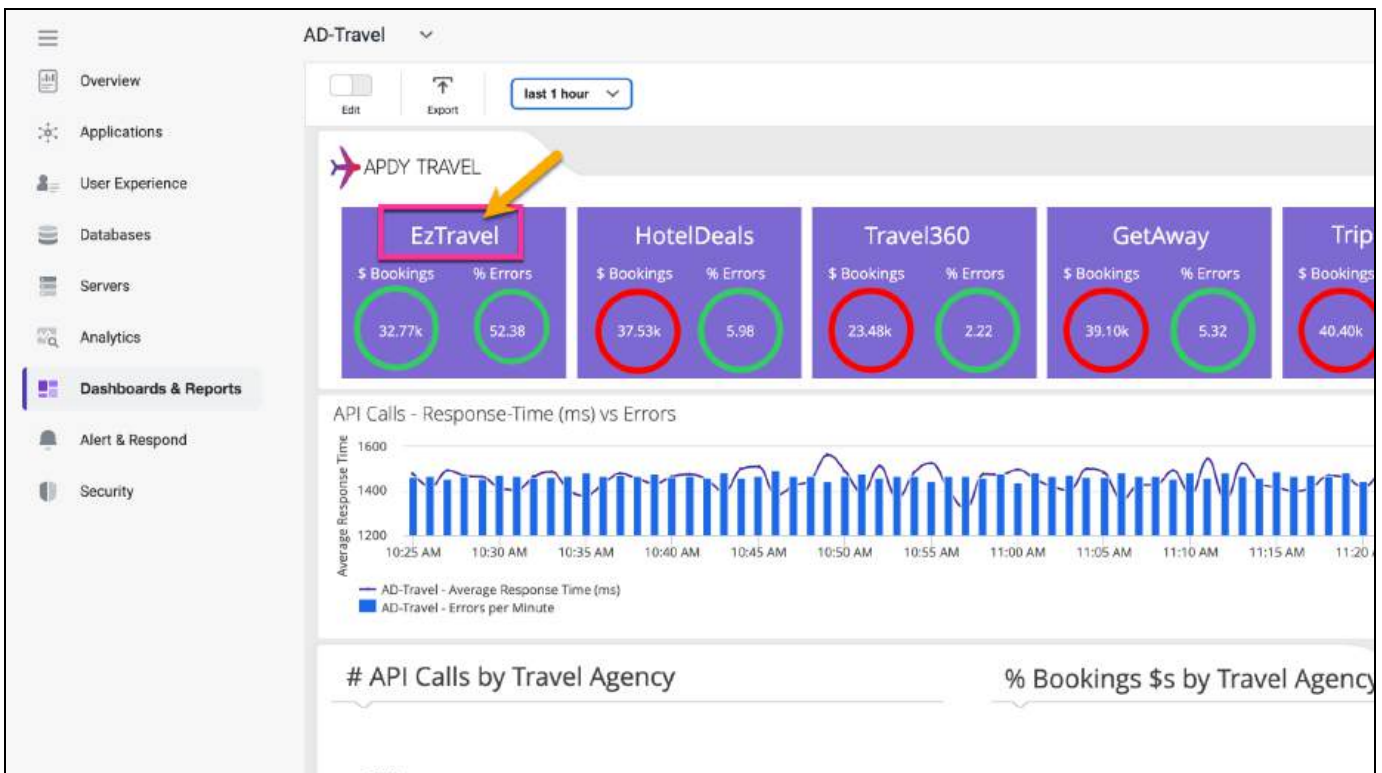 AD-Travel
Overview
Applications
User Experience
Databases
Servers
Analytics
Dashboards & Reports
Alert & Respond
Security
Edit
Export
last 1 hour
APDY TRAVEL
EzTravel
$ Bookings % Errors
32.77k 52.38
HotelDeals
$ Bookings % Errors
37.53k 5.98
Travel360
$ Bookings % Errors
23.48k 2.22
GetAway
$ Bookings % Errors
39.10k 5.32
Trip
$ Bookings
40.40k
API Calls - Response-Time (ms) vs Errors
Average Response Time
1600
1400
1200
10:25 AM 10:30 AM 10:35 AM 10:40 AM 10:45 AM 10:50 AM 10:55 AM 11:00 AM 11:05 AM 11:10 AM 11:15 AM 11:20
AD-Travel - Average Response Time (ms)
AD-Travel - Errors per Minute
# API Calls by Travel Agency
% Bookings $s by Travel Agency